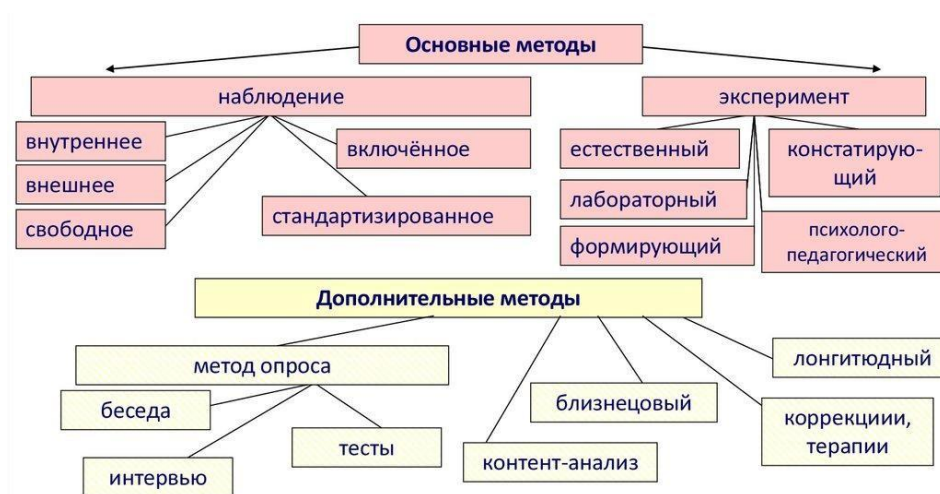 Основные методы
наблюдение
эксперимент
внутреннее
включённое
внешнее
стандартизированное
свободное
естественный
констатирую-
щий
лабораторный
формирующий
психолого-
педагогический
Дополнительные методы
метод опроса
лонгитюдный
беседа
близнецовый
коррекциии,
терапии
тесты
контент-анализ
интервью